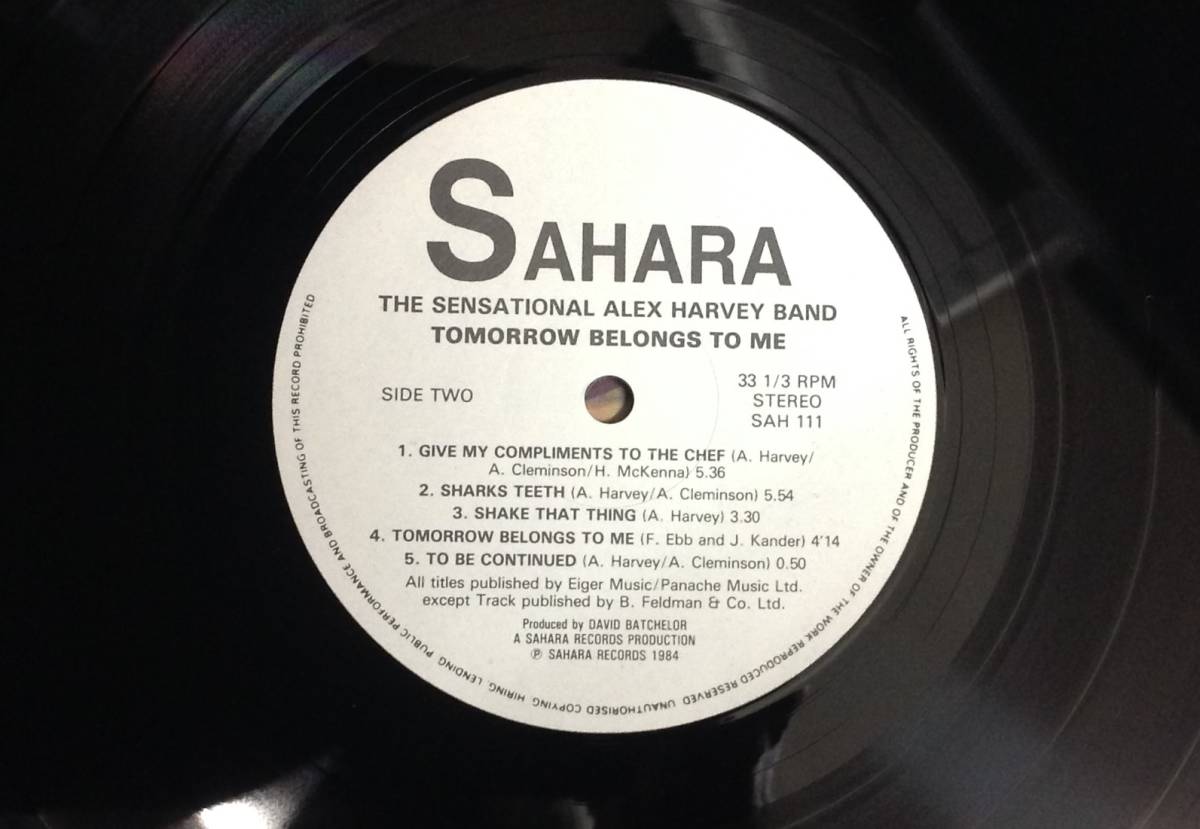 SAHARA
THE SENSATIONAL ALEX HARVEY BAND
TOMORROW BELONGS TO ME
SIDE TWO
33 1/3 RPM
STEREO
SAH 111
1. GIVE MY COMPLIMENTS TO THE CHEF (A. Harvey/
A. Cleminson/H. McKenna) 5.36
2. SHARKS TEETH (A. Harvey/A. Cleminson) 5.54
3. SHAKE THAT THING (A. Harvey) 3.30
4. TOMORROW BELONGS TO ME (F. Ebb and J. Kander) 4'14
5. TO BE CONTINUED (A. Harvey/A. Cleminson) 0.50
All titles published by Eiger Music/Panache Music Ltd.
except Track published by B. Feldman & Co. Ltd.
Produced by DAVID BATCHELOR
A SAHARA RECORDS PRODUCTION
℗ SAHARA RECORDS 1984
ALL RIGHTS OF THE PRODUCER AND OF THE OWNER OF THE WORK REPRODUCED RESERVED UNAUTHORISED COPYING, HIRING, LENDING, PUBLIC PERFORMANCE AND BROADCASTING OF THIS RECORD PROHIBITED